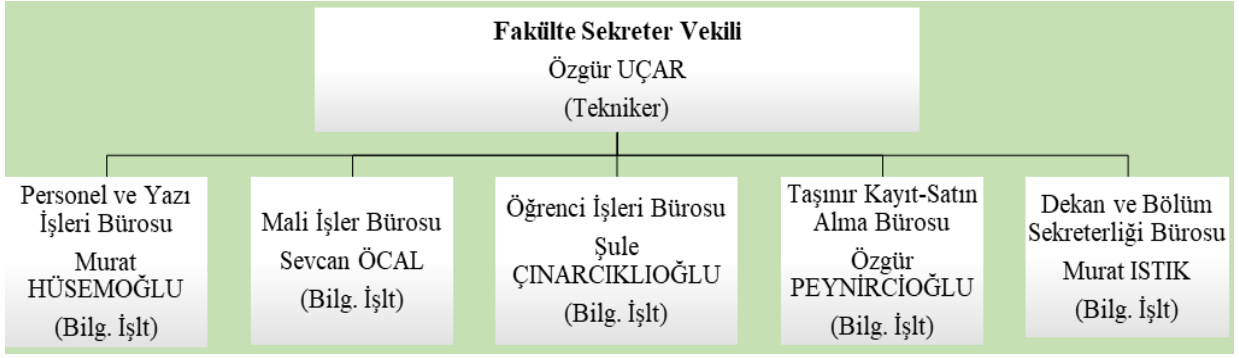 Fakülte Sekreter Vekili
Özgür UÇAR
(Tekniker)
Personel ve Yazı
İşleri Bürosu
Murat
HÜSEMOĞLU
(Bilg. İşlt)
Mali İşler Bürosu
Sevcan ÖCAL
(Bilg. İşlt)
Öğrenci İşleri Bürosu
Şule
ÇINARCIKLIOĞLU
(Bilg. İşlt)
Taşınır Kayıt-Satın
Alma Bürosu
Özgür
PEYNİRCİOĞLU
(Bilg. İşlt)
Dekan ve Bölüm
Sekreterliği Bürosu
Murat ISTIK
(Bilg. İşlt)